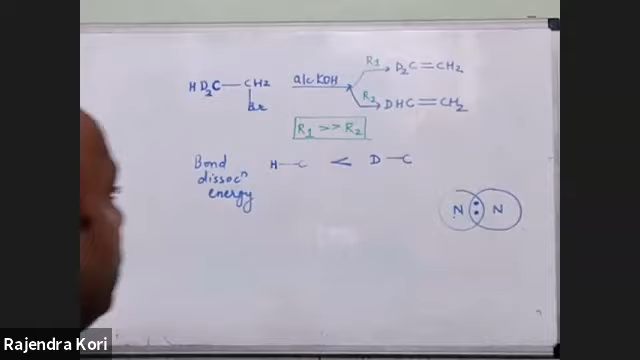 HD₂C — CH₂
Br
alc KOH
R₁
D₂C = CH₂
R₂
DHC = CH₂
R₁ >> R₂
Bond
dissocⁿ
energy
H — C < D — C
N : N
Rajendra Kori